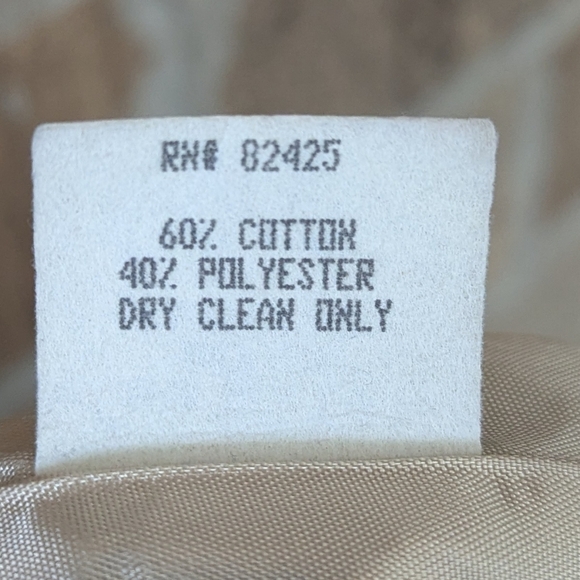 RN# 82425
60% COTTON
40% POLYESTER
DRY CLEAN ONLY